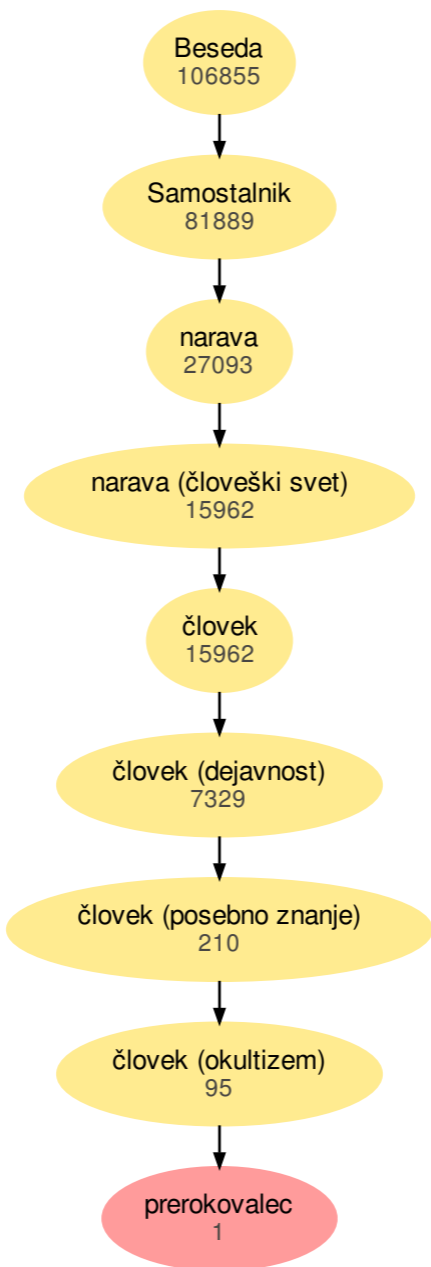 Beseda
106855
Samostalnik
81889
narava
27093
narava (človeški svet)
15962
človek
15962
človek (dejavnost)
7329
človek (posebno znanje)
210
človek (okultizem)
95
prerokovalec
1